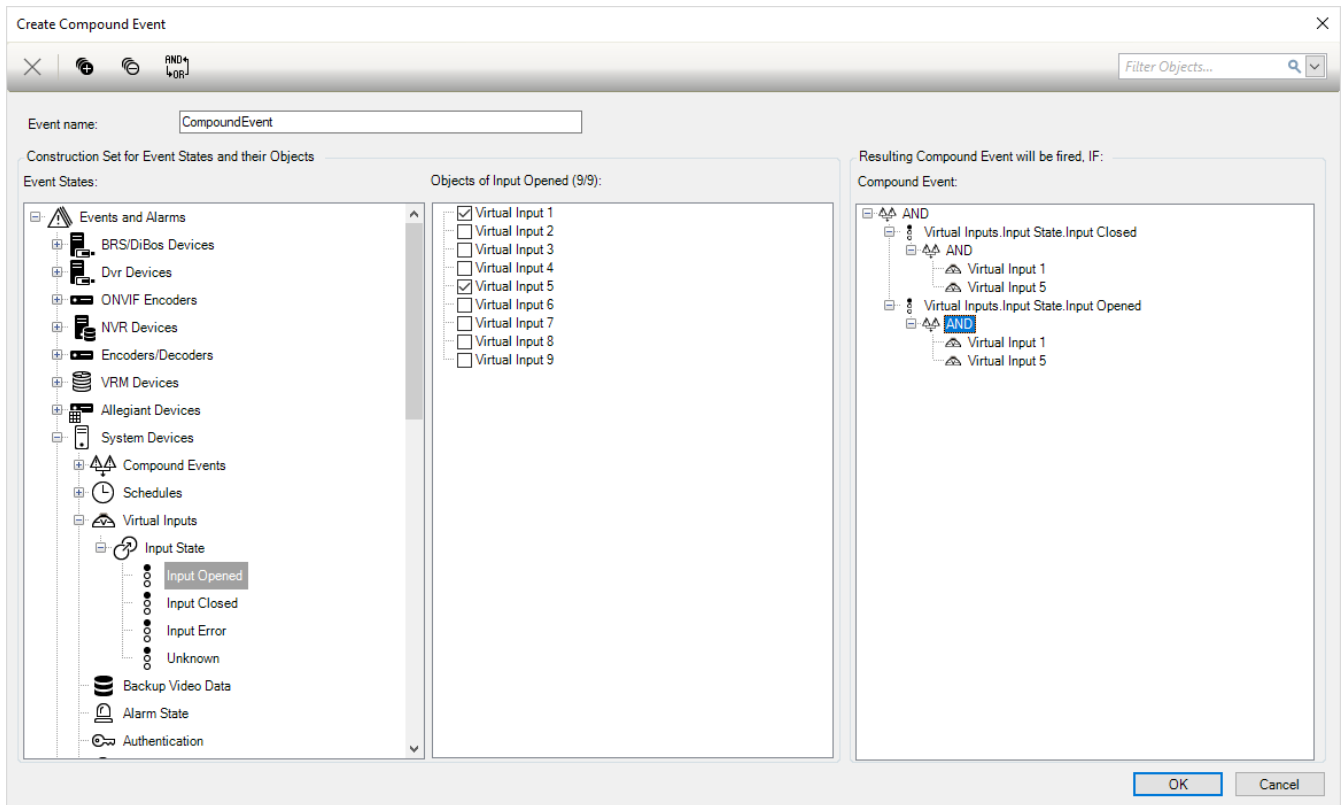 Create Compound Event
AND
OR
Filter Objects...
Event name:
CompoundEvent
Construction Set for Event States and their Objects
Event States:
Events and Alarms
BRS/DiBos Devices
Dvr Devices
ONVIF Encoders
NVR Devices
Encoders/Decoders
VRM Devices
Allegiant Devices
System Devices
Compound Events
Schedules
Virtual Inputs
Input State
Input Opened
Input Closed
Input Error
Unknown
Backup Video Data
Alarm State
Authentication
Objects of Input Opened (9/9):
Virtual Input 1
Virtual Input 2
Virtual Input 3
Virtual Input 4
Virtual Input 5
Virtual Input 6
Virtual Input 7
Virtual Input 8
Virtual Input 9
Resulting Compound Event will be fired, IF:
Compound Event:
AND
Virtual Inputs.Input State.Input Closed
AND
Virtual Input 1
Virtual Input 5
Virtual Inputs.Input State.Input Opened
AND
Virtual Input 1
Virtual Input 5
OK
Cancel